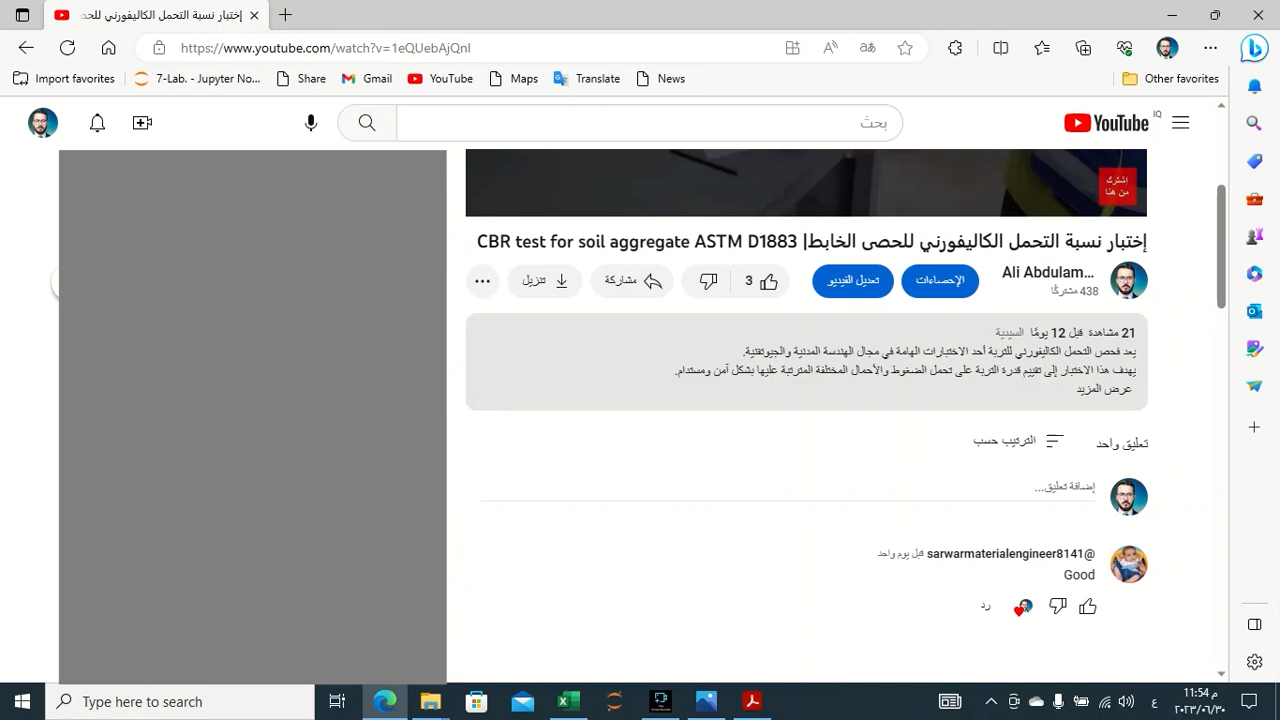 إختبار نسبة التحمل الكاليفورني للحص
https://www.youtube.com/watch?v=1eQUebAjQnI
Import favorites
7-Lab. - Jupyter No...
Share
Gmail
YouTube
Maps
Translate
News
Other favorites
بحث
YouTube IQ
اشترك
من هنا
إختبار نسبة التحمل الكاليفورني للحصى الخابط| CBR test for soil aggregate ASTM D1883
Ali Abdulam...
438 مشتركًا
الإحصاءات
تعديل الفيديو
3
مشاركة
تنزيل
21 مشاهدة قبل 12 يومًا السيدية
يعد فحص التحمل الكاليفورني للتربة أحد الاختبارات الهامة في مجال الهندسة المدنية والجيوتقنية.
يهدف هذا الاختبار إلى تقييم قدرة التربة على تحمل الضغوط والأحمال المختلفة المترتبة عليها بشكل آمن ومستدام.
عرض المزيد
تعليق واحد
الترتيب حسب
إضافة تعليق...
@sarwarmaterialengineer8141 قبل يوم واحد
Good
رد
Type here to search
ع
11:54 م
٢٠٢٣/٠٦/٣٠